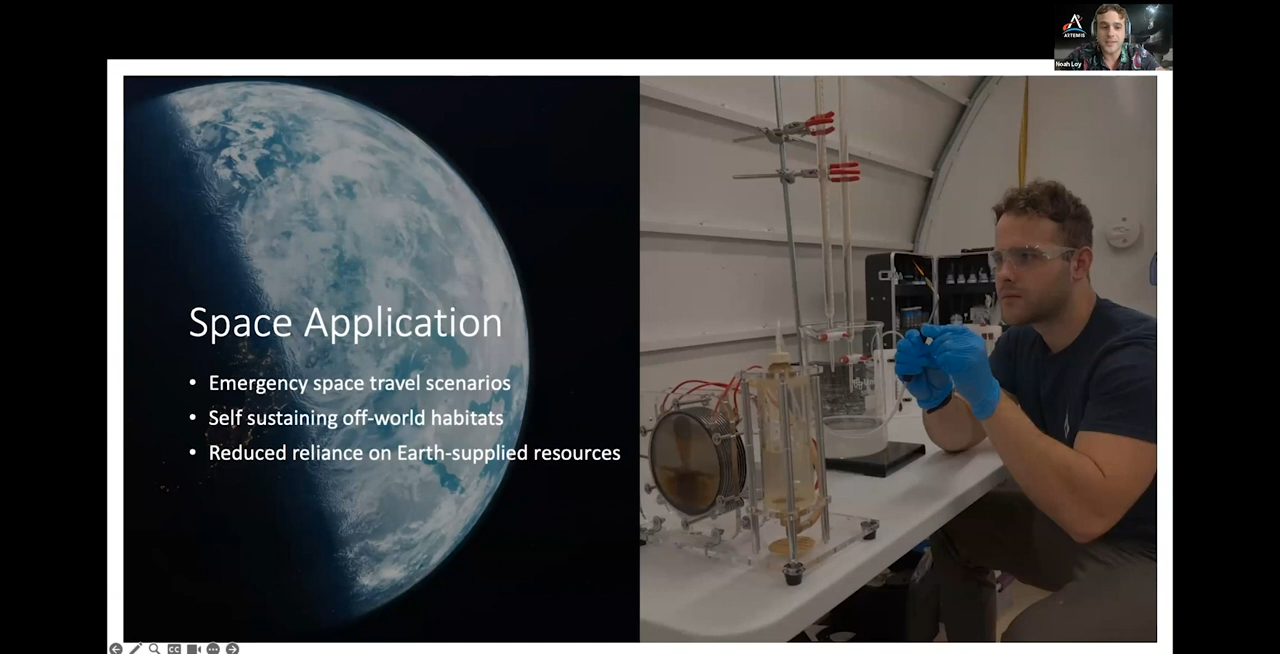 ARTEMIS
Noah Loy
Space Application
• Emergency space travel scenarios
• Self sustaining off-world habitats
• Reduced reliance on Earth-supplied resources
CC